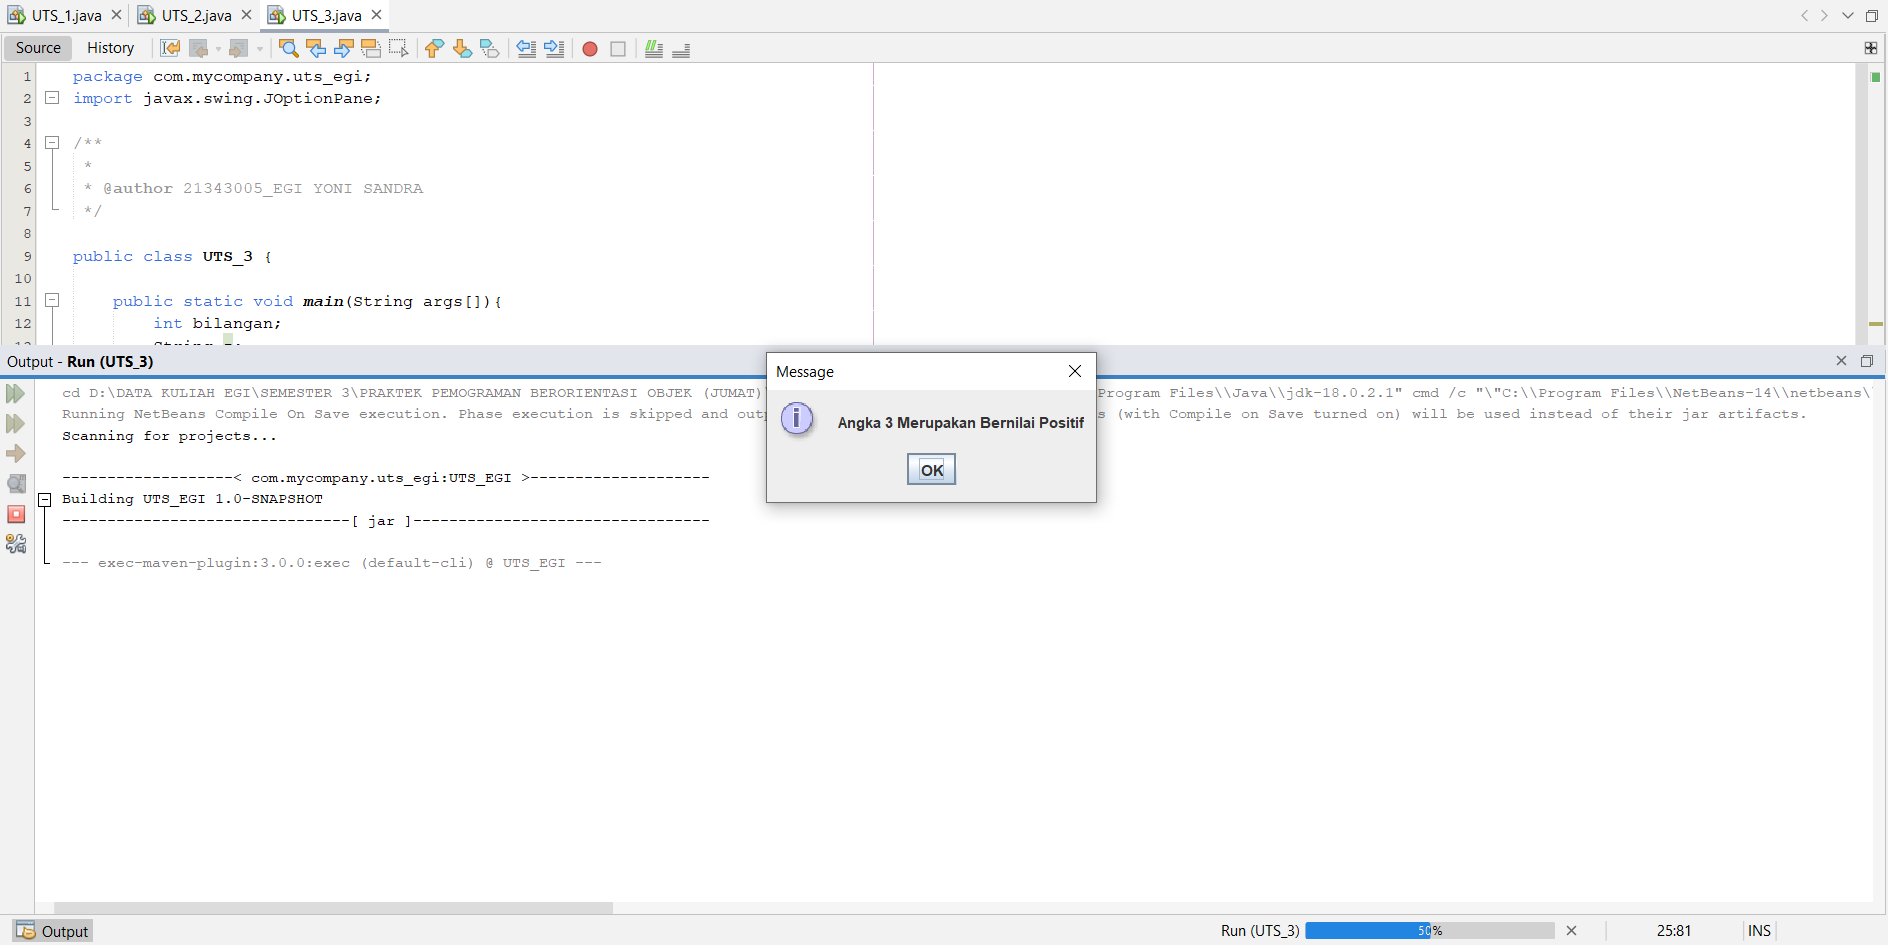 UTS_1.java UTS_2.java UTS_3.java
Source History
1 package com.mycompany.uts_egi;
2 import javax.swing.JOptionPane;
3
4 /**
5 *
6 * @author 21343005_EGI YONI SANDRA
7 */
8
9 public class UTS_3 {
10
11 public static void main(String args[]){
12 int bilangan;
Output - Run (UTS_3)
Message
cd D:\DATA KULIAH EGI\SEMESTER 3\PRAKTEK PEMOGRAMAN BERORIENTASI OBJEK (JUMAT) Program Files\\Java\\jdk-18.0.2.1" cmd /c "\"C:\\Program Files\\NetBeans-14\\netbeans\
Running NetBeans Compile On Save execution. Phase execution is skipped and s (with Compile on Save turned on) will be used instead of their jar artifacts.
Angka 3 Merupakan Bernilai Positif
OK
Scanning for projects...
-------------------< com.mycompany.uts_egi:UTS_EGI >--------------------
Building UTS_EGI 1.0-SNAPSHOT
--------------------------------[ jar ]---------------------------------
--- exec-maven-plugin:3.0.0:exec (default-cli) @ UTS_EGI ---
Output Run (UTS_3) 50% 25:81 INS